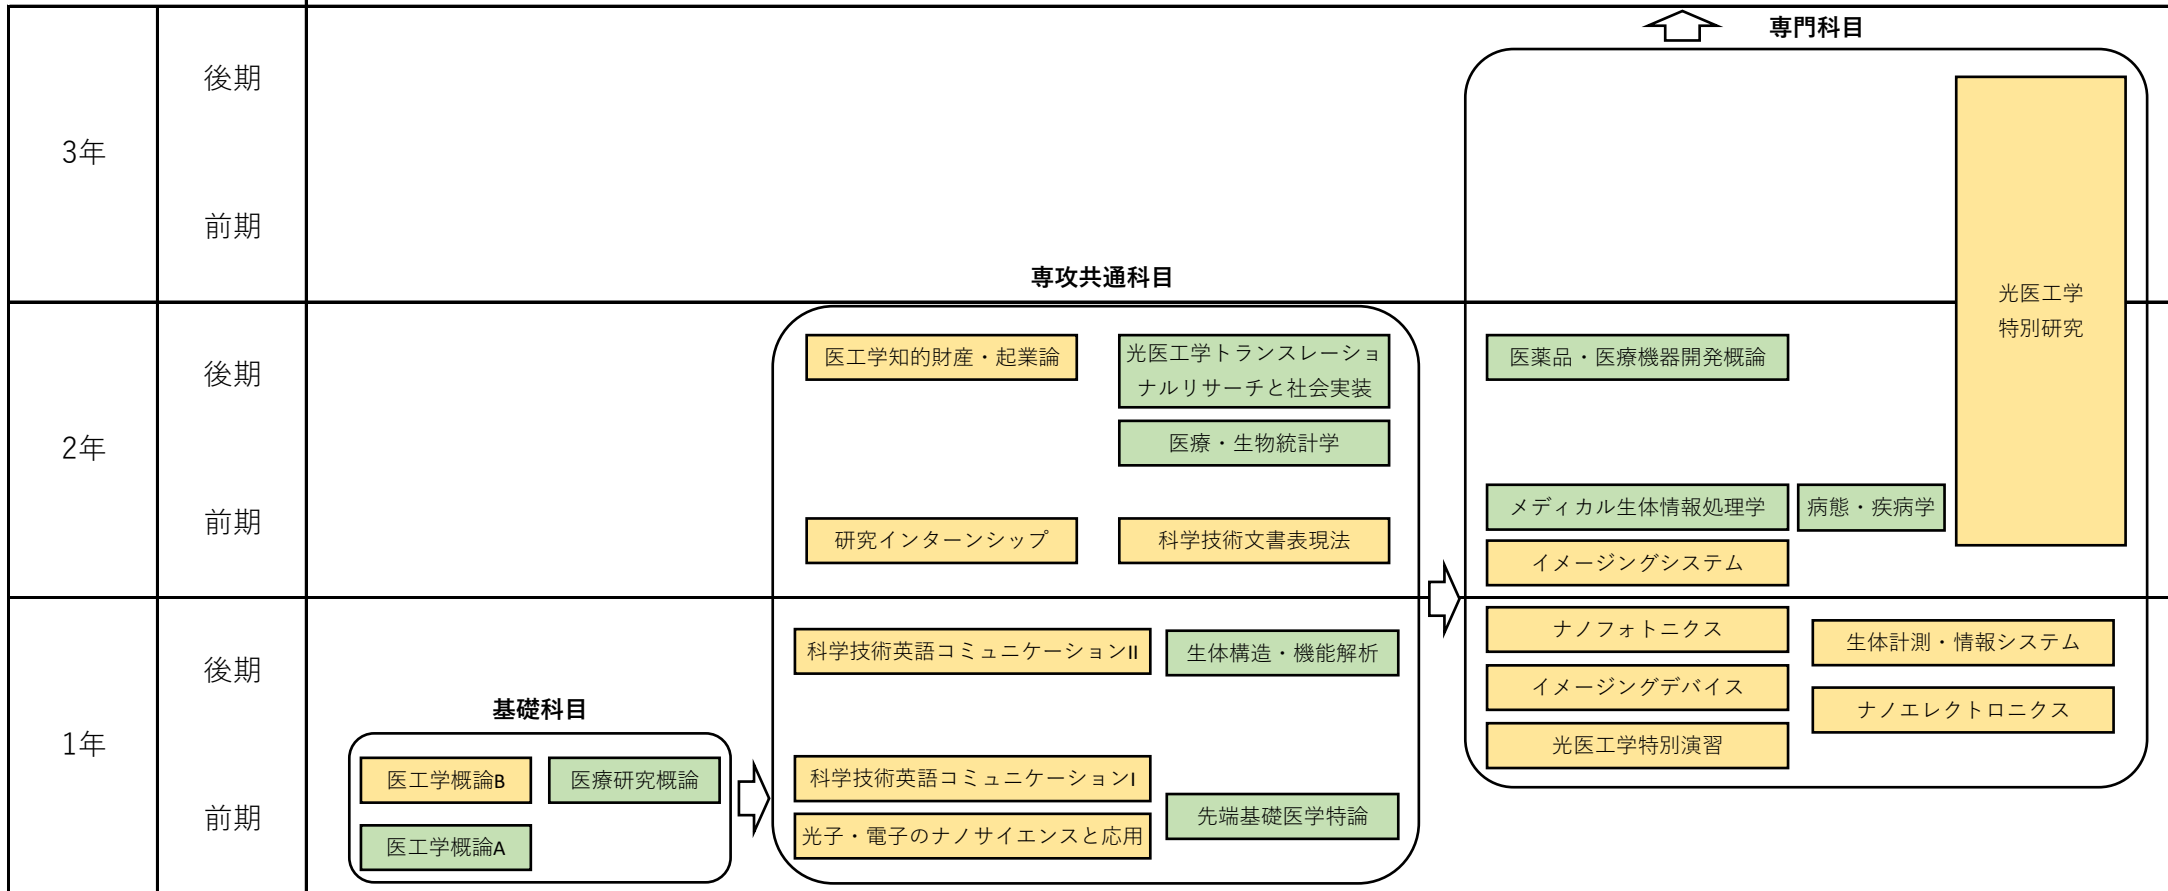 専門科目
3年
後期
前期
光医工学
特別研究
専攻共通科目
2年
後期
前期
医工学知的財産・起業論
光医工学トランスレーショ
ナルリサーチと社会実装
医療・生物統計学
研究インターンシップ
科学技術文書表現法
医薬品・医療機器開発概論
メディカル生体情報処理学
病態・疾病学
イメージングシステム
1年
後期
前期
基礎科目
医工学概論B
医療研究概論
医工学概論A
科学技術英語コミュニケーションII
生体構造・機能解析
科学技術英語コミュニケーションI
光子・電子のナノサイエンスと応用
先端基礎医学特論
ナノフォトニクス
生体計測・情報システム
イメージングデバイス
ナノエレクトロニクス
光医工学特別演習